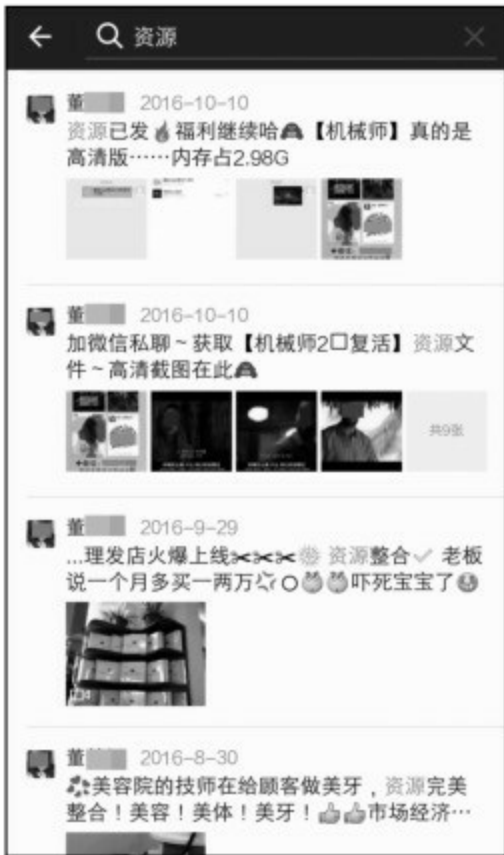 资源
董 2016-10-10
资源已发 福利继续哈 【机械师】真的是
高清版……内存占2.98G
董 2016-10-10
加微信私聊~获取【机械师2□复活】资源文
件~高清截图在此
共9张
董 2016-9-29
...理发店火爆上线 资源整合 老板
说一个月多买一两万 吓死宝宝了
董 2016-8-30
美容院的技师在给顾客做美牙，资源完美
整合！美容！美体！美牙！ 市场经济…